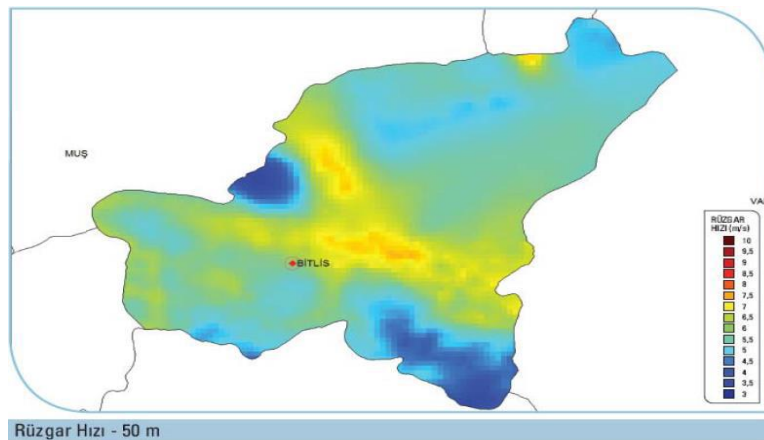 MUŞ
VA
BİTLİS
RÜZGAR
HIZI (m/s)
10
9,5
9
8,5
8
7,5
7
6,5
6
5,5
5
4,5
4
3,5
3
Rüzgar Hızı - 50 m